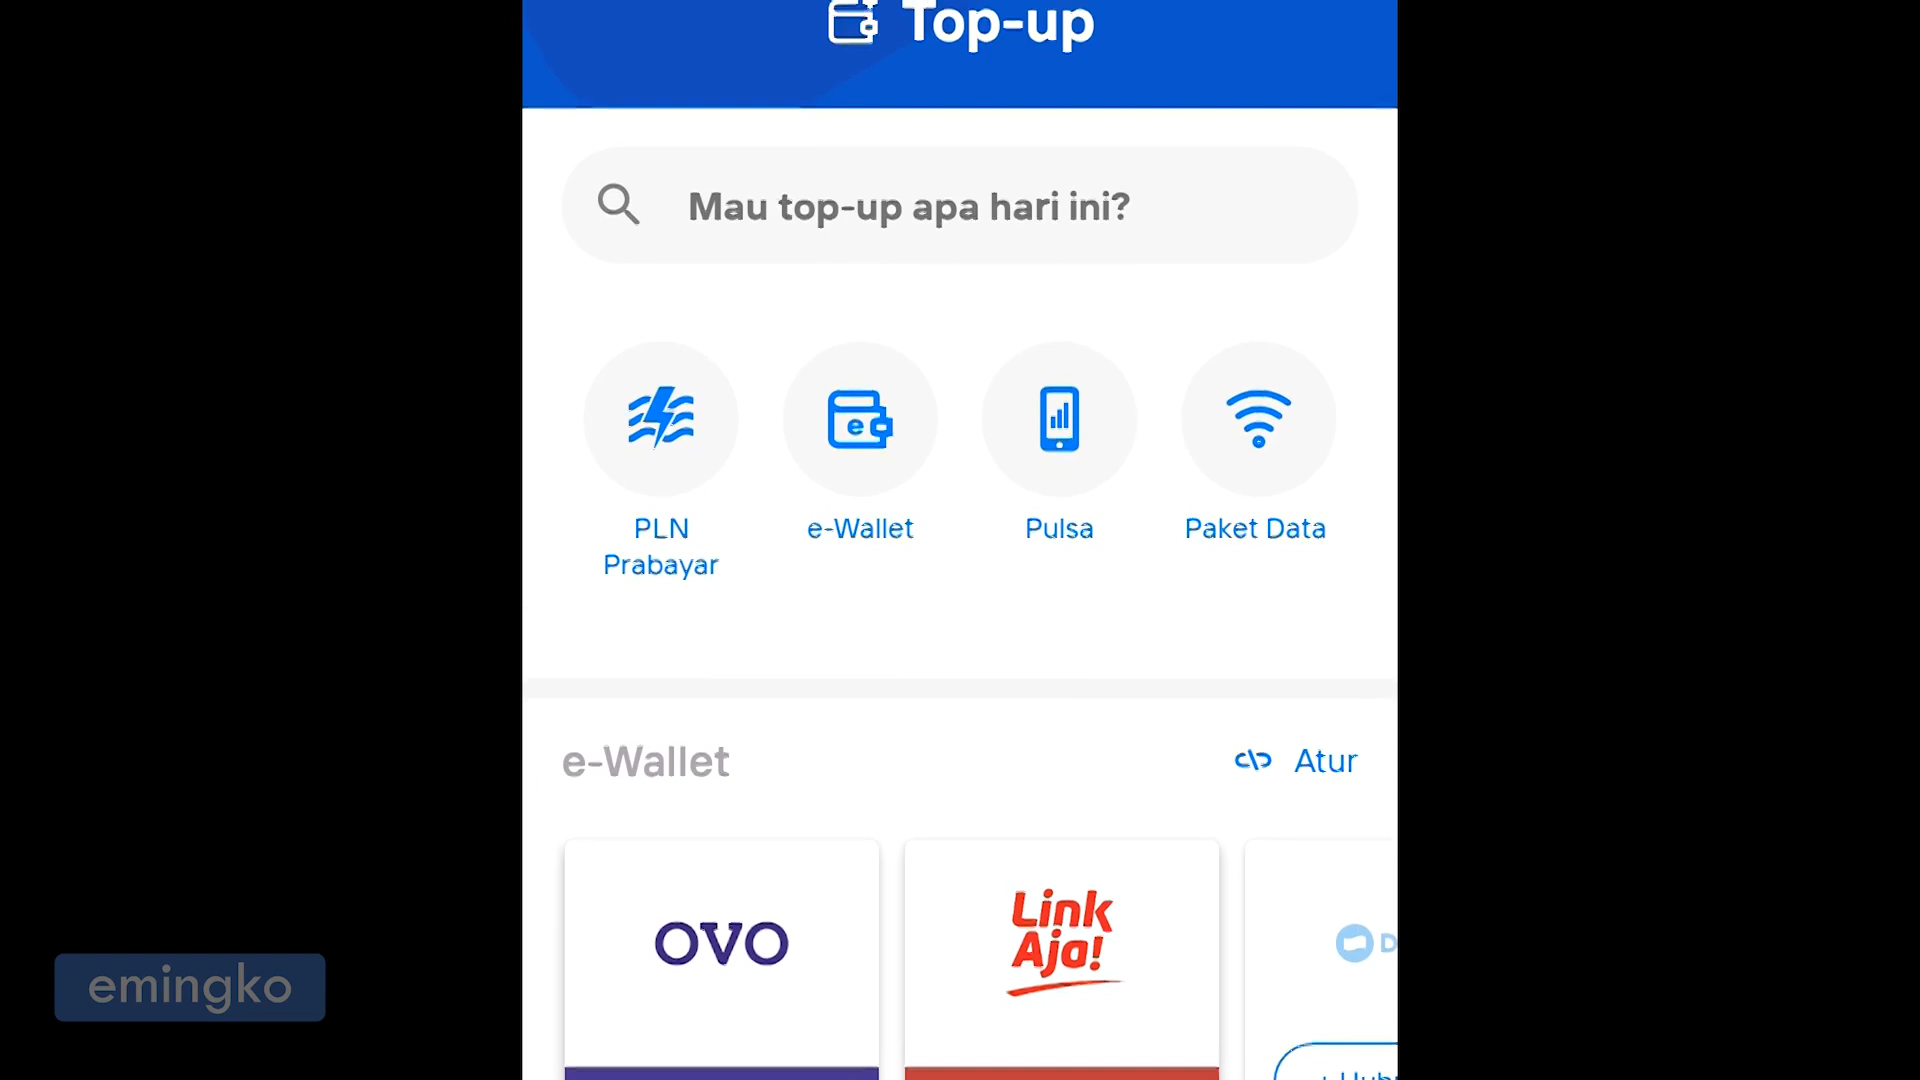 Top-up
Mau top-up apa hari ini?
PLN
Prabayar
e-Wallet
Pulsa
Paket Data
e-Wallet
Atur
OVO
Link
Aja!
D
emingko